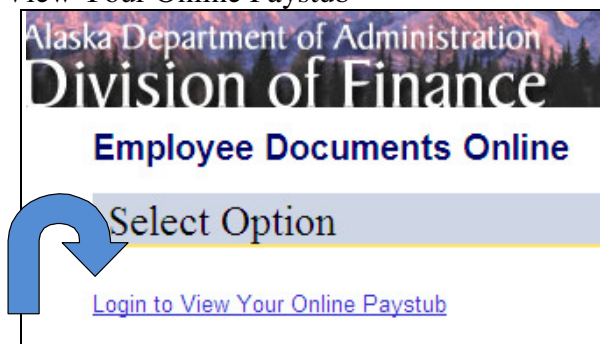 View Your Online Paystub
Alaska Department of Administration
Division of Finance
Employee Documents Online
Select Option
Login to View Your Online Paystub